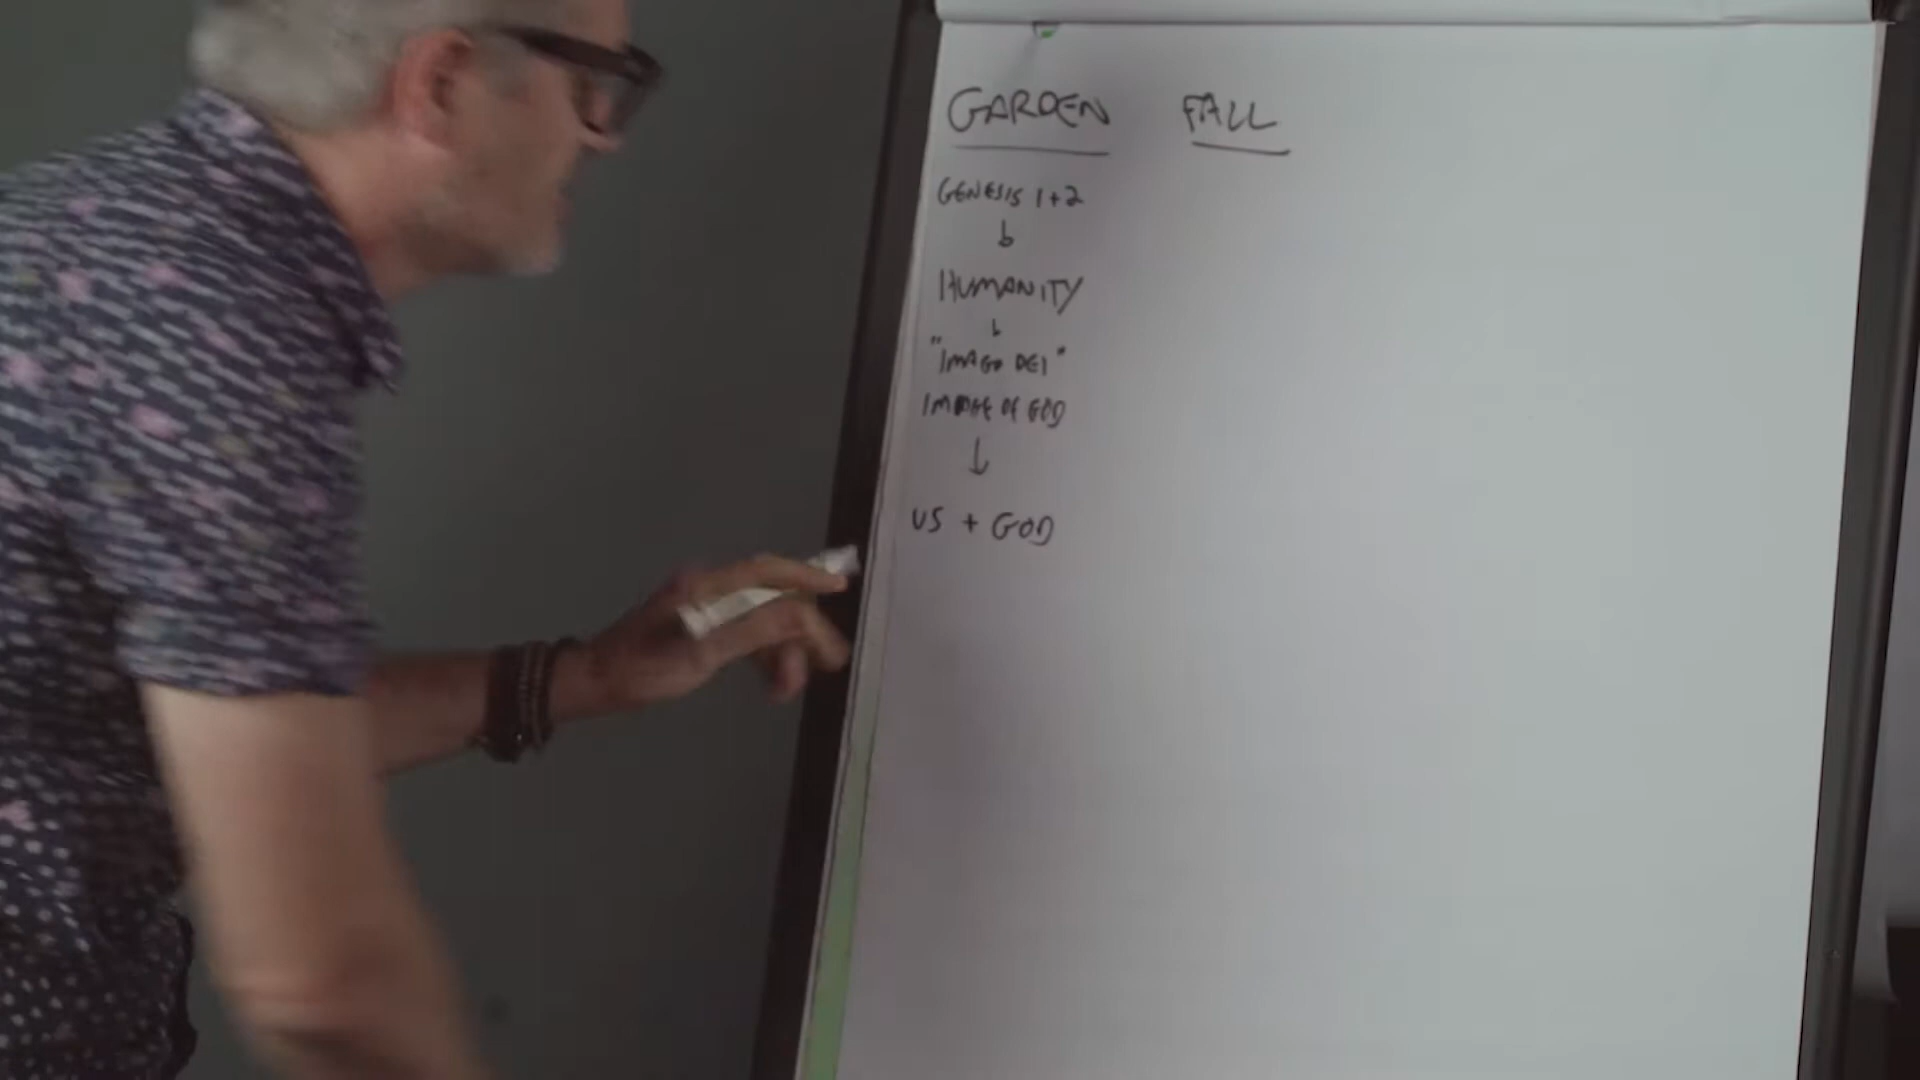 GARDEN FALL
GENESIS 1+2
HUMANITY
"IMAGO DEI"
IMAGE OF GOD
US + GOD